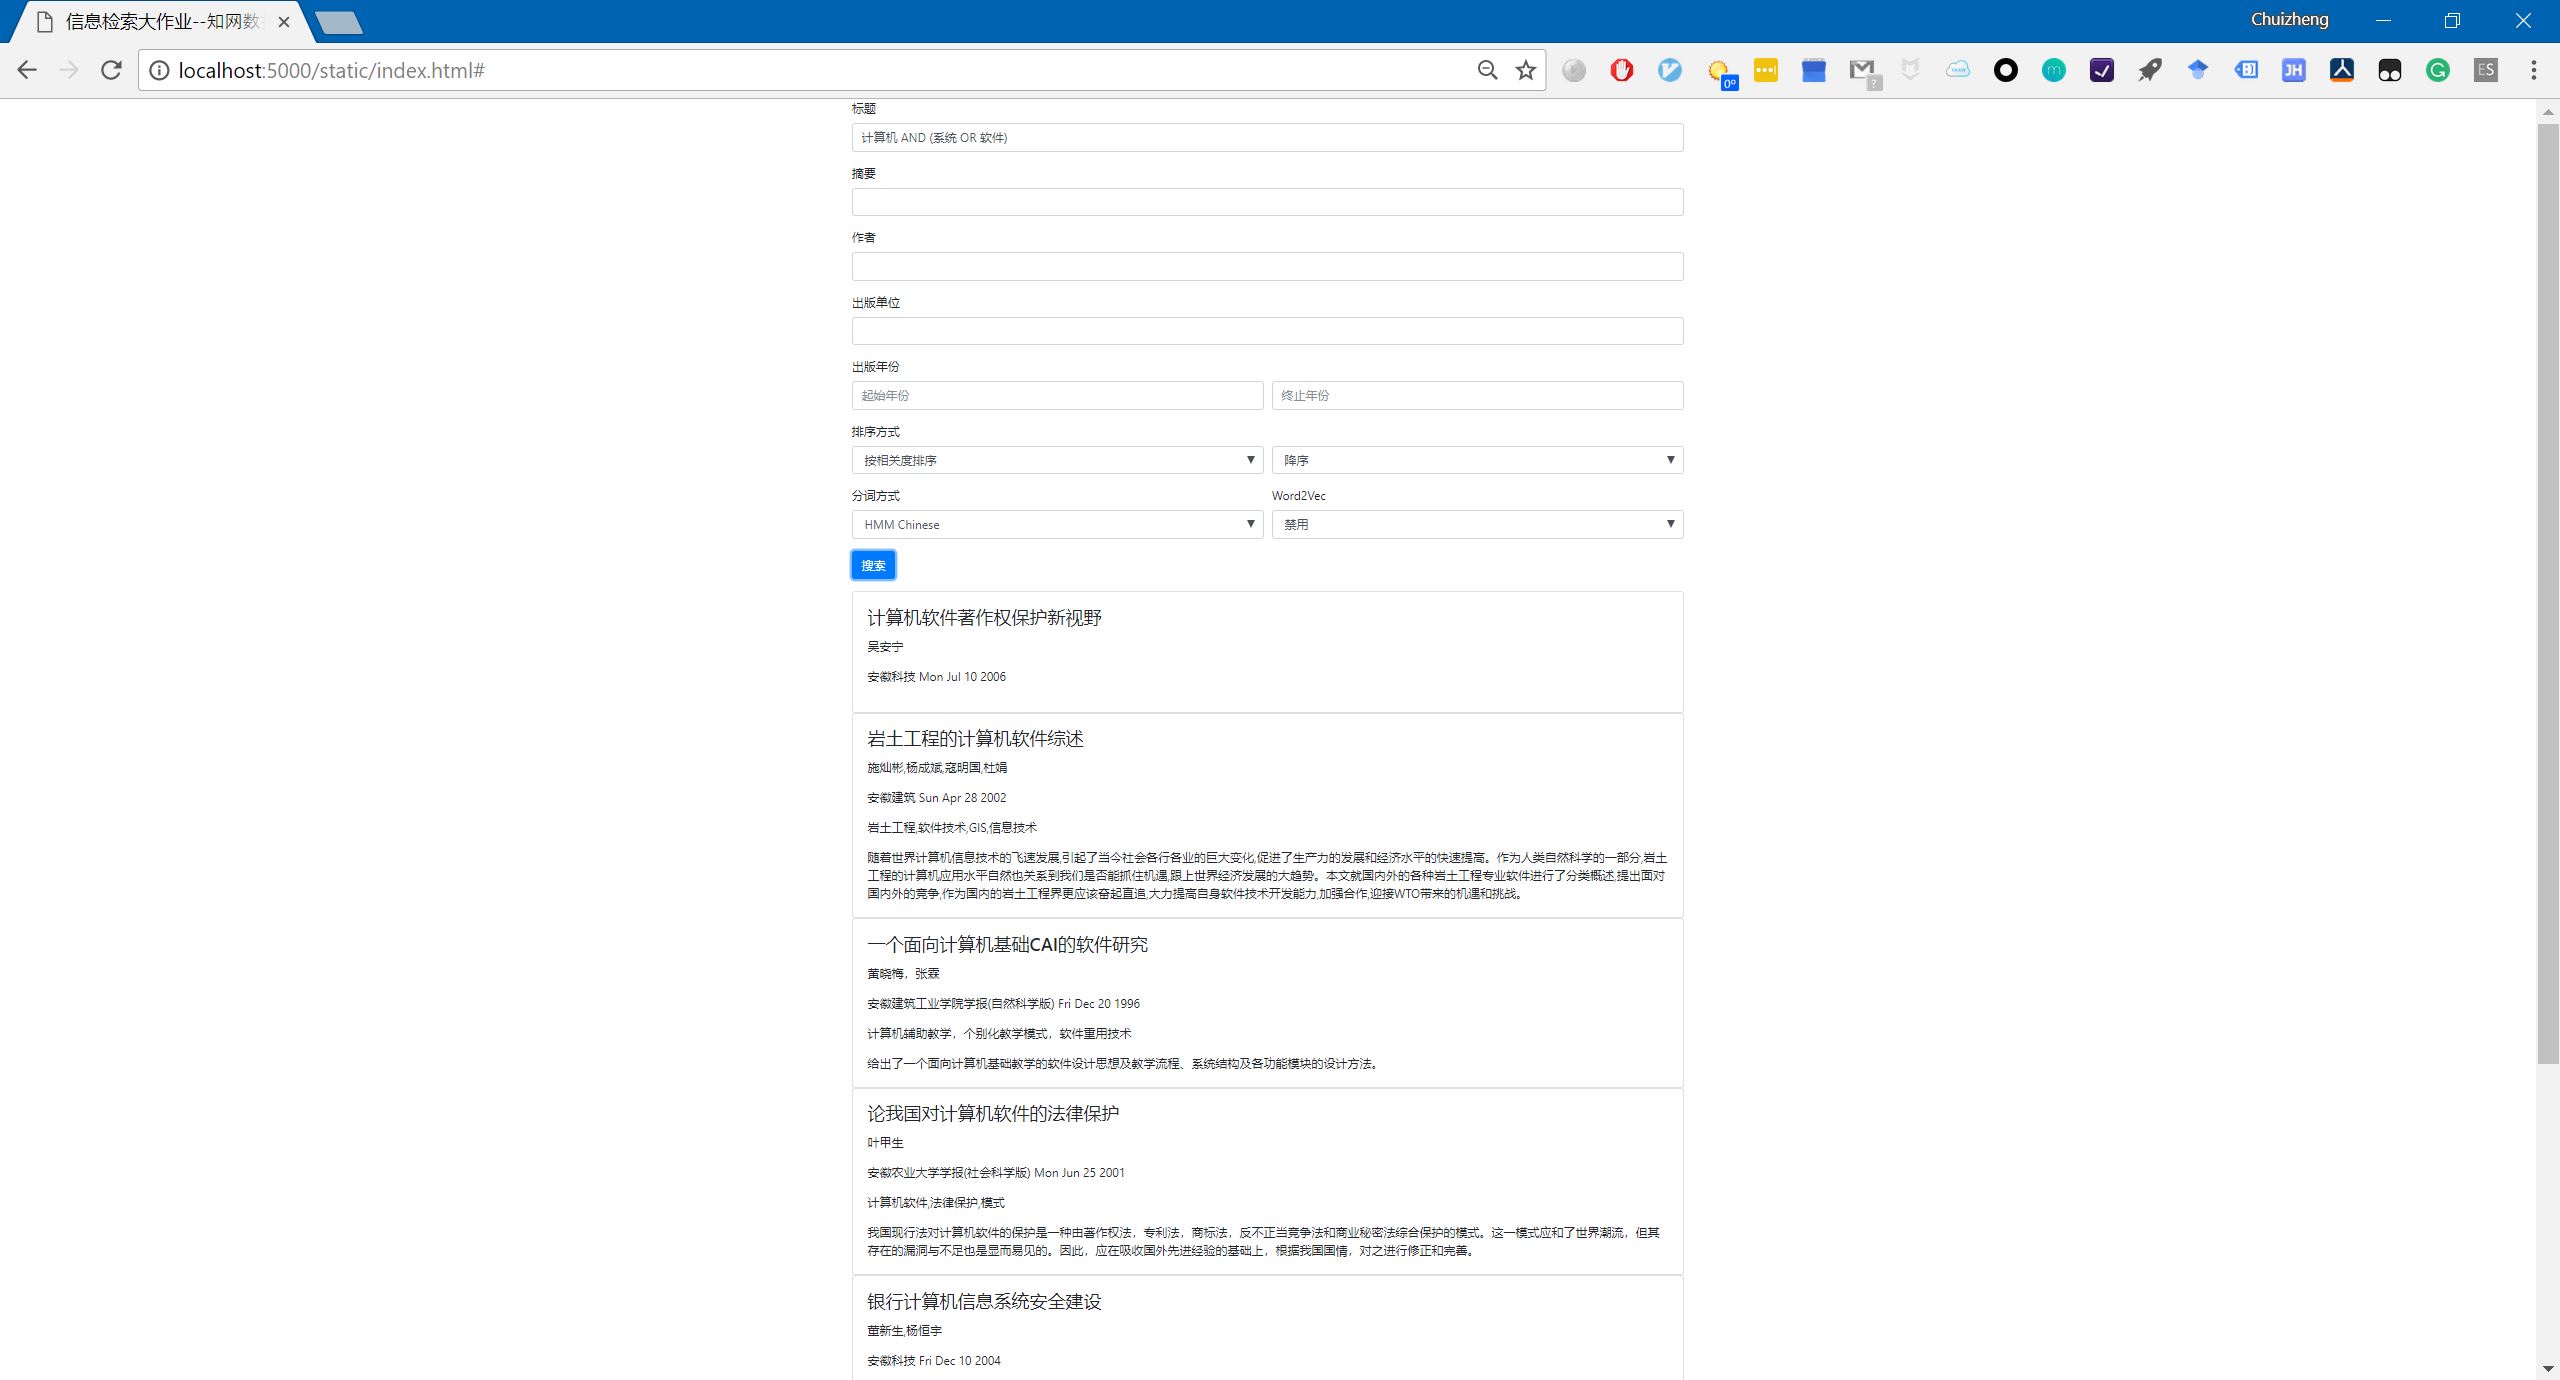 信息检索大作业--知网数
Chuizheng
localhost:5000/static/index.html#
0°
?
m
JH
ES
标题
计算机 AND (系统 OR 软件)
摘要
作者
出版单位
出版年份
起始年份 终止年份
排序方式
按相关度排序 降序
分词方式 Word2Vec
HMM Chinese 禁用
搜索
计算机软件著作权保护新视野
吴安宁
安徽科技 Mon Jul 10 2006
岩土工程的计算机软件综述
施灿彬,杨成斌,寇明国,杜娟
安徽建筑 Sun Apr 28 2002
岩土工程,软件技术,GIS,信息技术
随着世界计算机信息技术的飞速发展,引起了当今社会各行各业的巨大变化,促进了生产力的发展和经济水平的快速提高。作为人类自然科学的一部分,岩土
工程的计算机应用水平自然也关系到我们是否能抓住机遇,跟上世界经济发展的大趋势。本文就国内外的各种岩土工程专业软件进行了分类概述,提出面对
国内外的竞争,作为国内的岩土工程界更应该奋起直追,大力提高自身软件技术开发能力,加强合作,迎接WTO带来的机遇和挑战。
一个面向计算机基础CAI的软件研究
黄晓梅，张霖
安徽建筑工业学院学报(自然科学版) Fri Dec 20 1996
计算机辅助教学，个别化教学模式，软件重用技术
给出了一个面向计算机基础教学的软件设计思想及教学流程、系统结构及各功能模块的设计方法。
论我国对计算机软件的法律保护
叶甲生
安徽农业大学学报(社会科学版) Mon Jun 25 2001
计算机软件,法律保护,模式
我国现行法对计算机软件的保护是一种由著作权法，专利法，商标法，反不正当竞争法和商业秘密法综合保护的模式。这一模式应和了世界潮流，但其
存在的漏洞与不足也是显而易见的。因此，应在吸收国外先进经验的基础上，根据我国国情，对之进行修正和完善。
银行计算机信息系统安全建设
董新生,杨恒宇
安徽科技 Fri Dec 10 2004